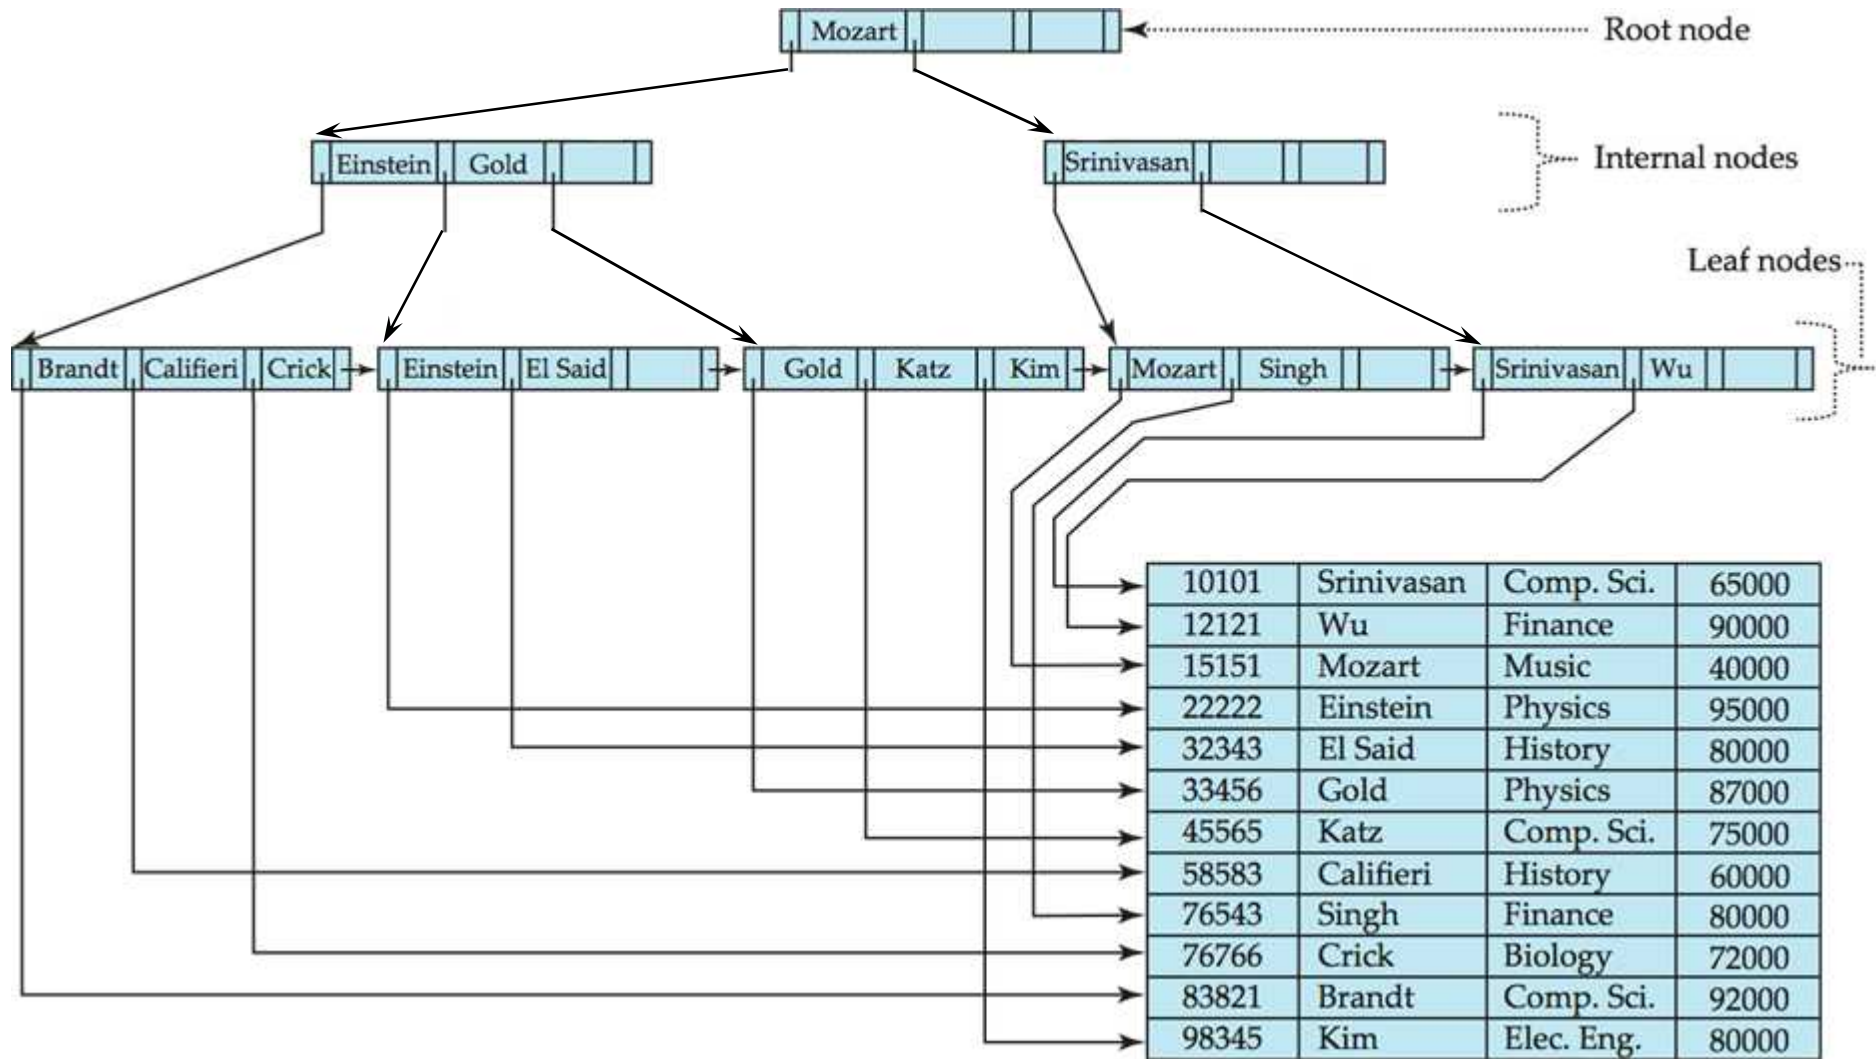 Mozart Root node
Einstein Gold Srinivasan Internal nodes
Leaf nodes
Brandt Califieri Crick Einstein El Said Gold Katz Kim Mozart Singh Srinivasan Wu
10101 Srinivasan Comp. Sci. 65000
12121 Wu Finance 90000
15151 Mozart Music 40000
22222 Einstein Physics 95000
32343 El Said History 80000
33456 Gold Physics 87000
45565 Katz Comp. Sci. 75000
58583 Califieri History 60000
76543 Singh Finance 80000
76766 Crick Biology 72000
83821 Brandt Comp. Sci. 92000
98345 Kim Elec. Eng. 80000